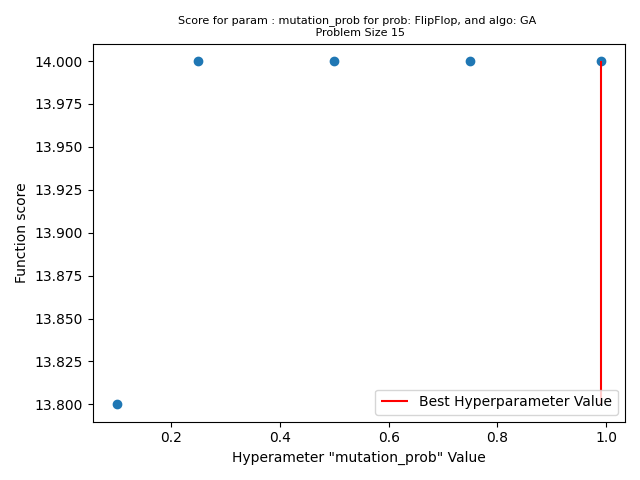 Score for param : mutation_prob for prob: FlipFlop, and algo: GA
Problem Size 15
14.000
13.975
13.950
13.925
13.900
13.875
13.850
13.825
13.800
Function score
Best Hyperparameter Value
0.2 0.4 0.6 0.8 1.0
Hyperameter "mutation_prob" Value